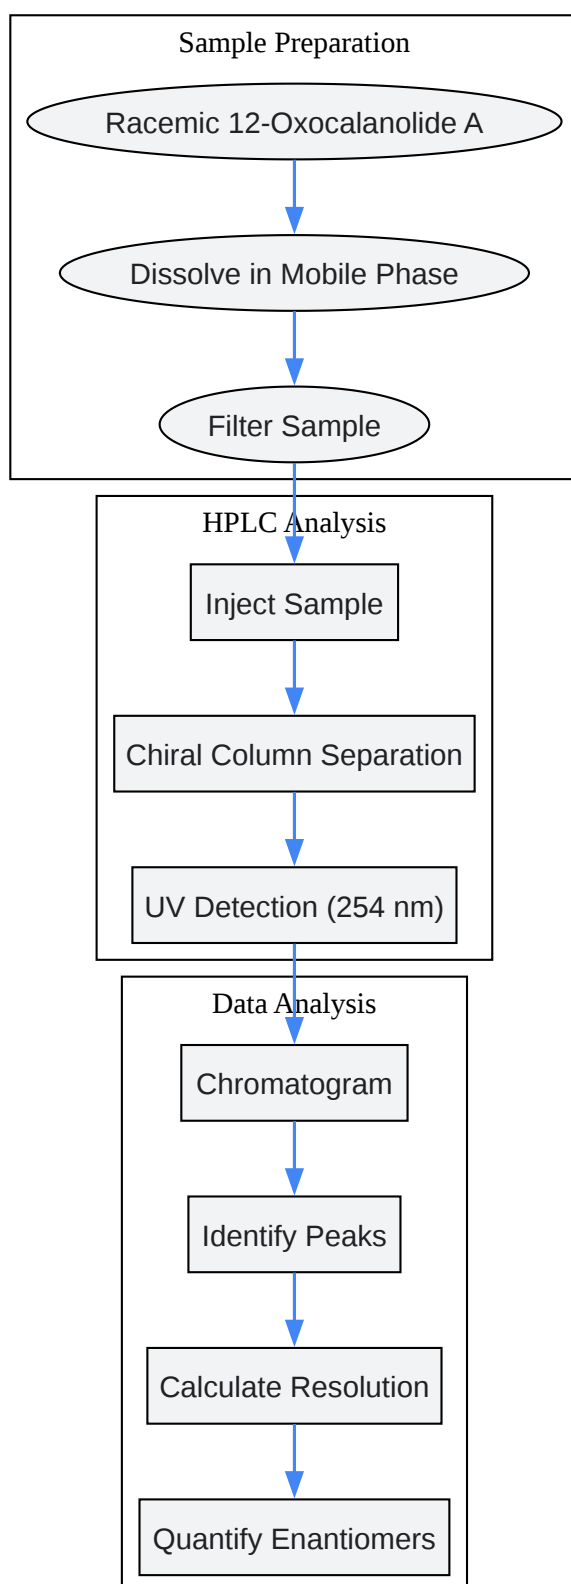 Sample Preparation
Racemic 12-Oxocalanolide A
Dissolve in Mobile Phase
Filter Sample
HPLC Analysis
Inject Sample
Chiral Column Separation
UV Detection (254 nm)
Data Analysis
Chromatogram
Identify Peaks
Calculate Resolution
Quantify Enantiomers